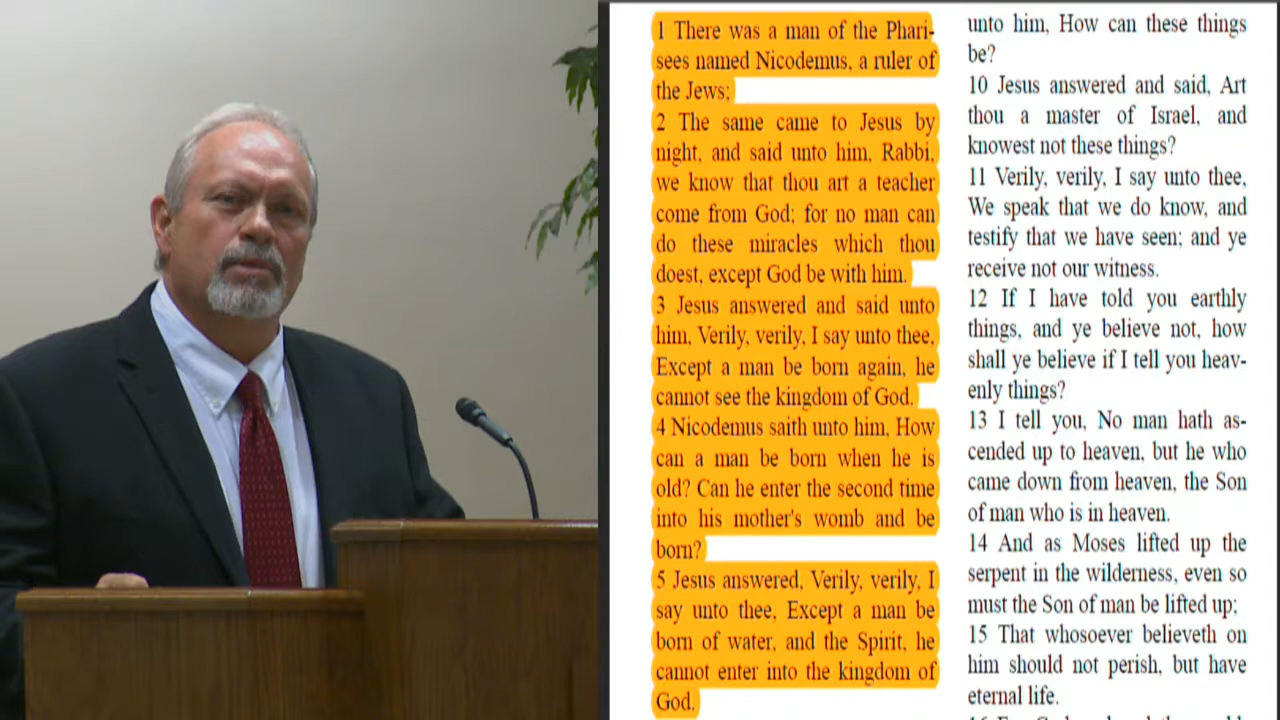 1 There was a man of the Phari-
sees named Nicodemus, a ruler of
the Jews;
2 The same came to Jesus by
night, and said unto him, Rabbi,
we know that thou art a teacher
come from God; for no man can
do these miracles which thou
doest, except God be with him.
3 Jesus answered and said unto
him, Verily, verily, I say unto thee,
Except a man be born again, he
cannot see the kingdom of God.
4 Nicodemus saith unto him, How
can a man be born when he is
old? Can he enter the second time
into his mother's womb and be
born?
5 Jesus answered, Verily, verily, I
say unto thee, Except a man be
born of water, and the Spirit, he
cannot enter into the kingdom of
God.
unto him, How can these things
be?
10 Jesus answered and said, Art
thou a master of Israel, and
knowest not these things?
11 Verily, verily, I say unto thee,
We speak that we do know, and
testify that we have seen; and ye
receive not our witness.
12 If I have told you earthly
things, and ye believe not, how
shall ye believe if I tell you heav-
enly things?
13 I tell you, No man hath as-
cended up to heaven, but he who
came down from heaven, the Son
of man who is in heaven.
14 And as Moses lifted up the
serpent in the wilderness, even so
must the Son of man be lifted up;
15 That whosoever believeth on
him should not perish, but have
eternal life.